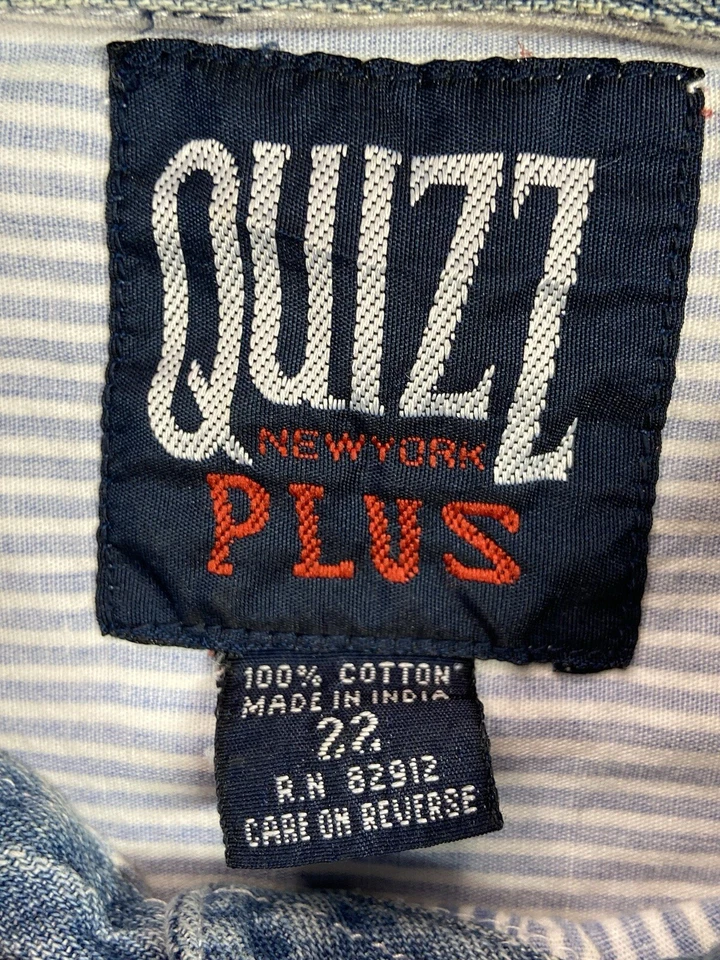 QUIZZ
NEWYORK
PLUS
100% COTTON
MADE IN INDIA
22
R.N 82912
CARE ON REVERSE